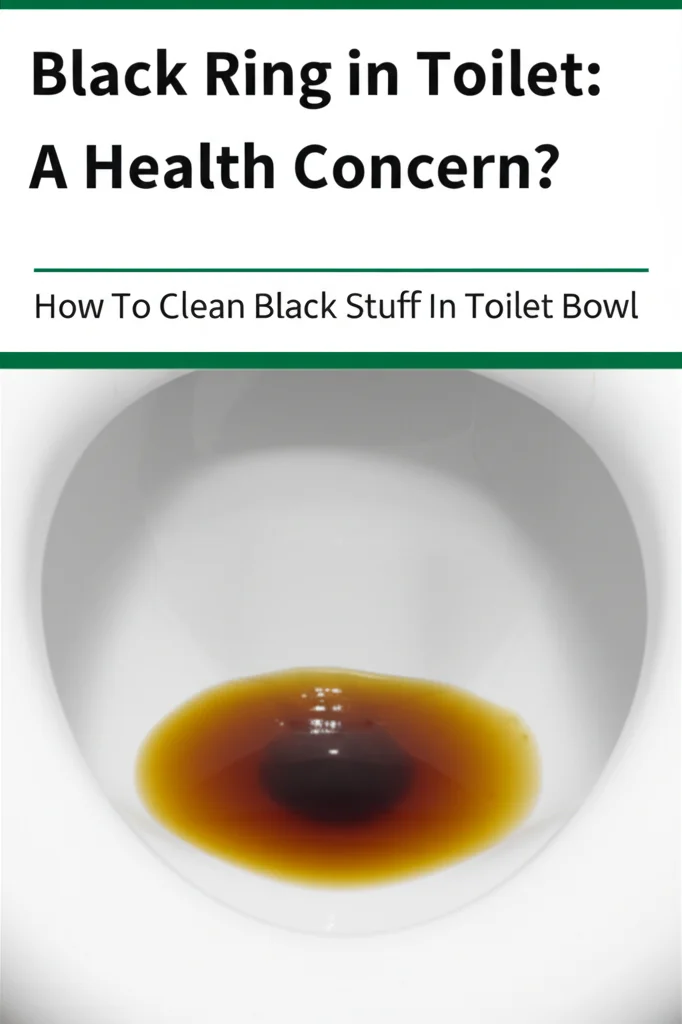 Black Ring in Toilet:
A Health Concern?
How To Clean Black Stuff In Toilet Bowl